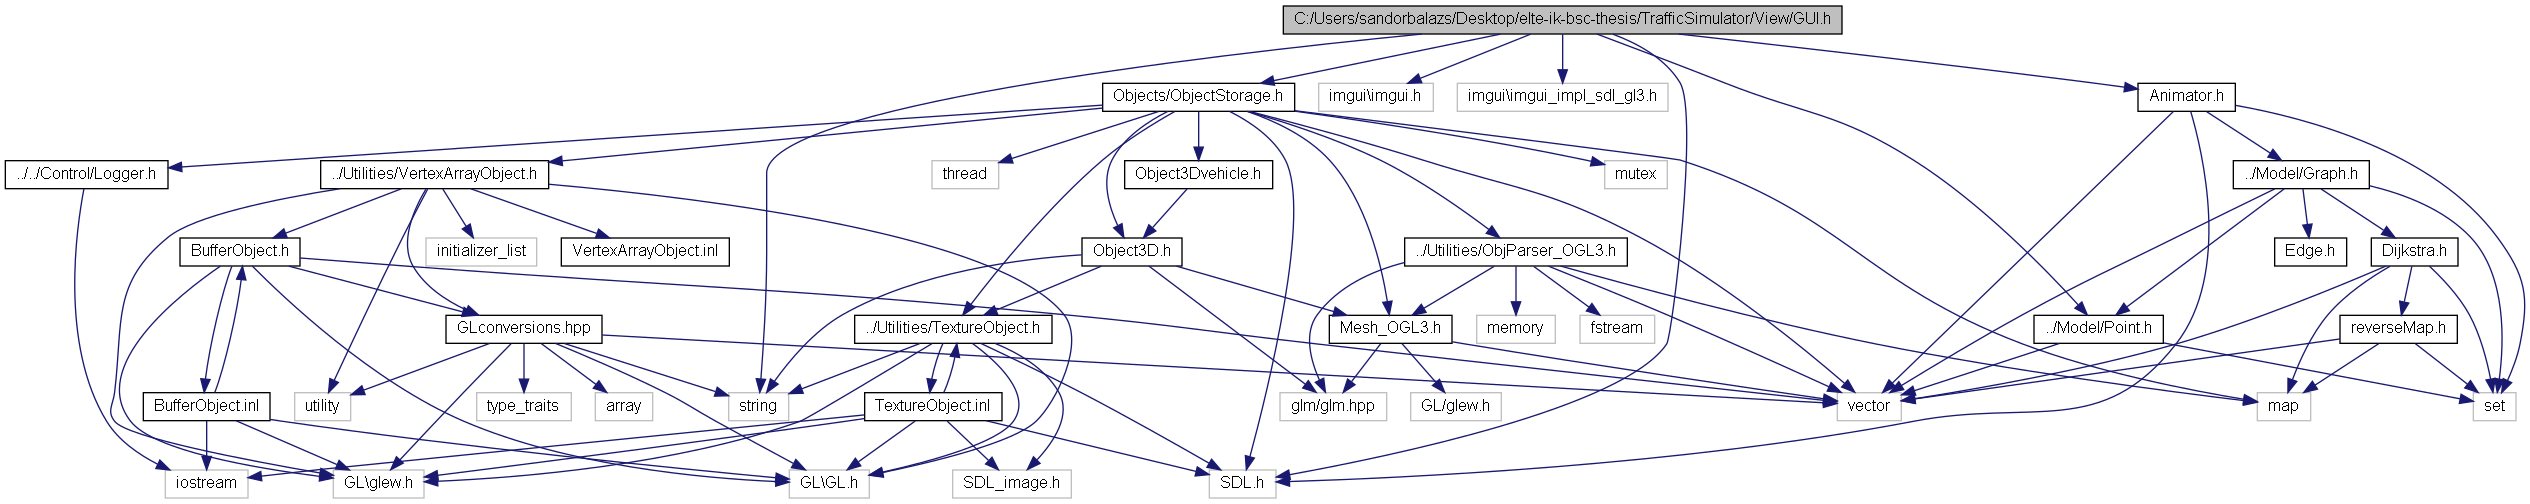 C:/Users/sandorbalazs/Desktop/elte-ik-bsc-thesis/TrafficSimulator/View/GUI.h
Objects/ObjectStorage.h
imgui\imgui.h
imgui\imgui_impl_sdl_gl3.h
Animator.h
../../Control/Logger.h
../Utilities/VertexArrayObject.h
thread
Object3Dvehicle.h
mutex
../Model/Graph.h
BufferObject.h
initializer_list
VertexArrayObject.inl
Object3D.h
../Utilities/ObjParser_OGL3.h
Edge.h
Dijkstra.h
GLconversions.hpp
../Utilities/TextureObject.h
Mesh_OGL3.h
memory
fstream
../Model/Point.h
reverseMap.h
BufferObject.inl
utility
type_traits
array
string
TextureObject.inl
glm/glm.hpp
GL/glew.h
vector
map
set
iostream
GL\glew.h
GL\GL.h
SDL_image.h
SDL.h